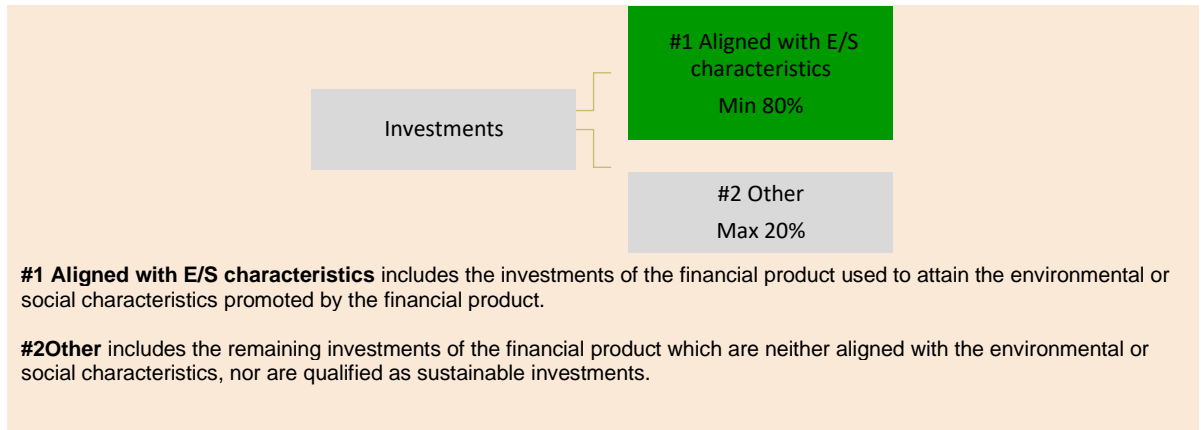 #1 Aligned with E/S
characteristics
Min 80%
Investments
#2 Other
Max 20%
#1 Aligned with E/S characteristics includes the investments of the financial product used to attain the environmental or
social characteristics promoted by the financial product.
#2Other includes the remaining investments of the financial product which are neither aligned with the environmental or
social characteristics, nor are qualified as sustainable investments.